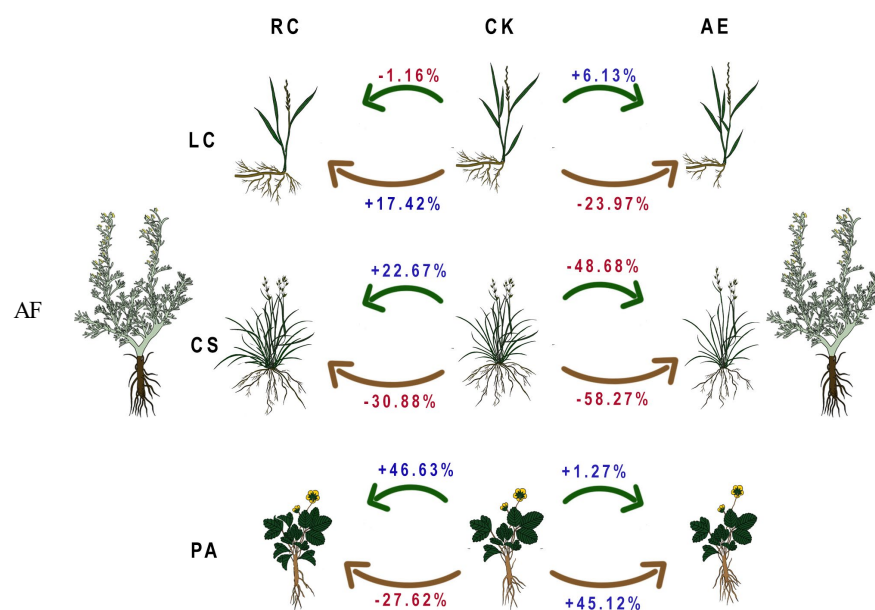 RC CK AE
-1.16% +6.13%
LC
+17.42% -23.97%
+22.67% -48.68%
AF
CS
-30.88% -58.27%
+46.63% +1.27%
PA
-27.62% +45.12%